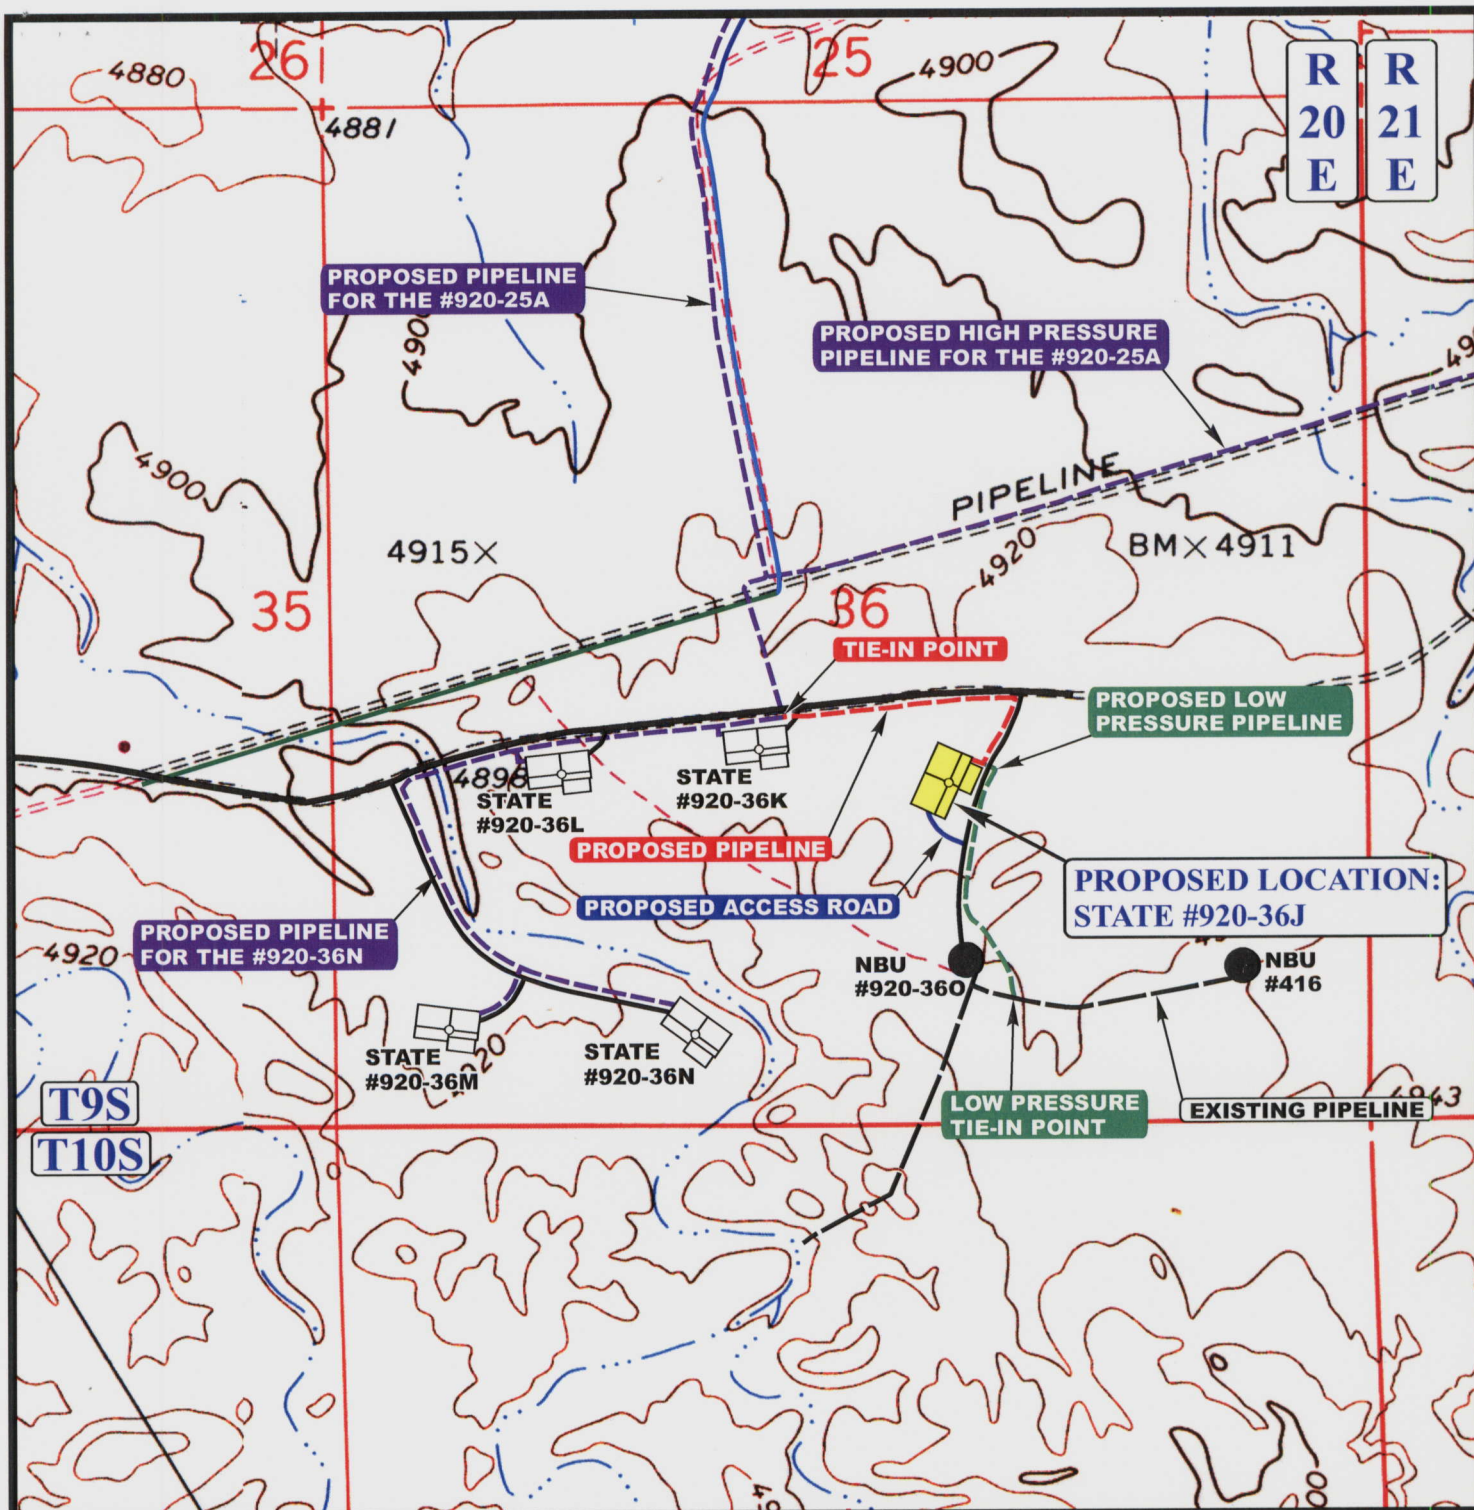 26
25
4880
4900
R
20
E
R
21
E
4881
PROPOSED PIPELINE
FOR THE #920-25A
PROPOSED HIGH PRESSURE
PIPELINE FOR THE #920-25A
4900
4900
PIPELINE
4915×
4920
BM×4911
35
36
TIE-IN POINT
PROPOSED LOW
PRESSURE PIPELINE
4898
STATE
#920-36L
STATE
#920-36K
PROPOSED PIPELINE
PROPOSED ACCESS ROAD
PROPOSED LOCATION:
STATE #920-36J
PROPOSED PIPELINE
FOR THE #920-36N
4920
NBU
#920-36O
NBU
#416
STATE
#920-36M
STATE
#920-36N
T9S
T10S
LOW PRESSURE
TIE-IN POINT
EXISTING PIPELINE